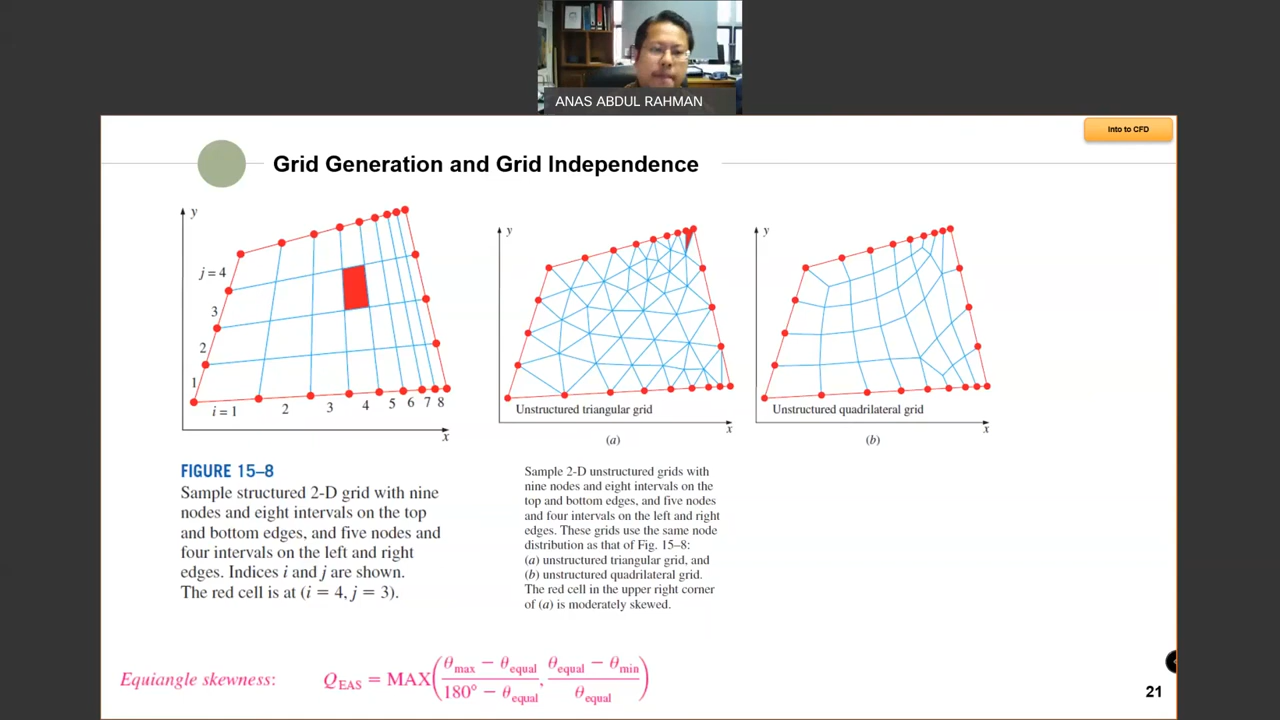 ANAS ABDUL RAHMAN
Into to CFD
Grid Generation and Grid Independence
y
j = 4
3
2
1
i = 1 2 3 4 5 6 7 8
x
y
Unstructured triangular grid
x
(a)
y
Unstructured quadrilateral grid
x
(b)
FIGURE 15–8
Sample structured 2-D grid with nine
nodes and eight intervals on the top
and bottom edges, and five nodes and
four intervals on the left and right
edges. Indices i and j are shown.
The red cell is at (i = 4, j = 3).
Sample 2-D unstructured grids with
nine nodes and eight intervals on the
top and bottom edges, and five nodes
and four intervals on the left and right
edges. These grids use the same node
distribution as that of Fig. 15–8:
(a) unstructured triangular grid, and
(b) unstructured quadrilateral grid.
The red cell in the upper right corner
of (a) is moderately skewed.
Equiangle skewness: Q_EAS = MAX((θ_max − θ_equal)/(180° − θ_equal), (θ_equal − θ_min)/θ_equal)
21